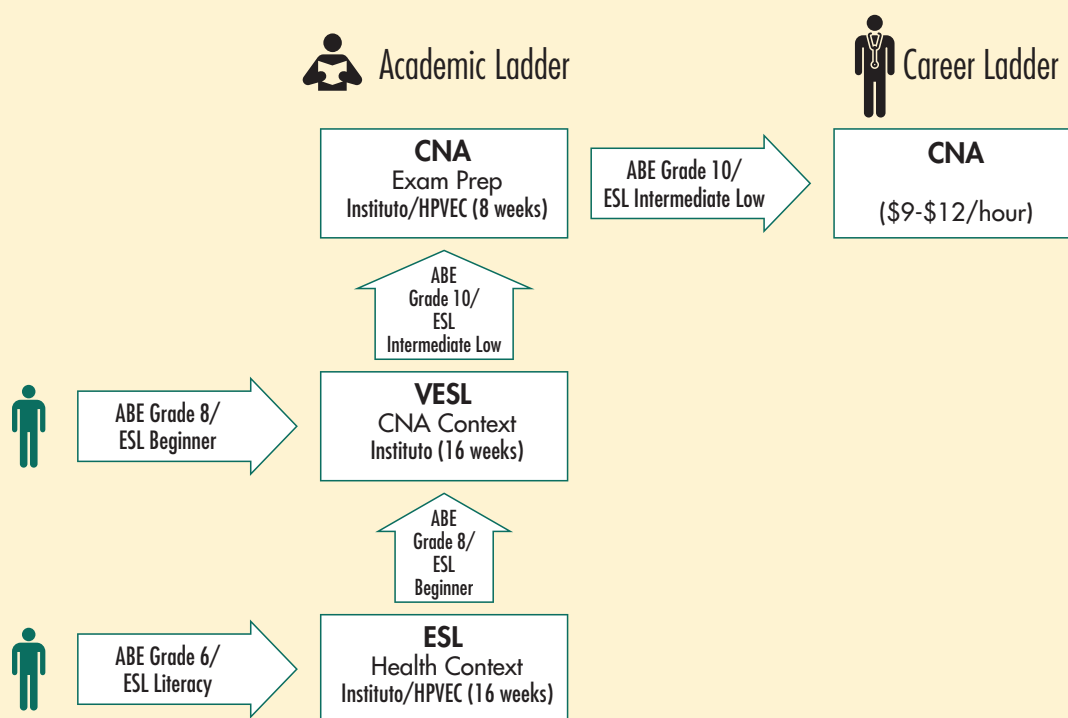 Academic Ladder
Career Ladder
CNA
Exam Prep
Instituto/HPVEC (8 weeks)
ABE Grade 10/
ESL Intermediate Low
CNA
($9-$12/hour)
ABE
Grade 10/
ESL
Intermediate Low
ABE Grade 8/
ESL Beginner
VESL
CNA Context
Instituto (16 weeks)
ABE
Grade 8/
ESL
Beginner
ABE Grade 6/
ESL Literacy
ESL
Health Context
Instituto/HPVEC (16 weeks)